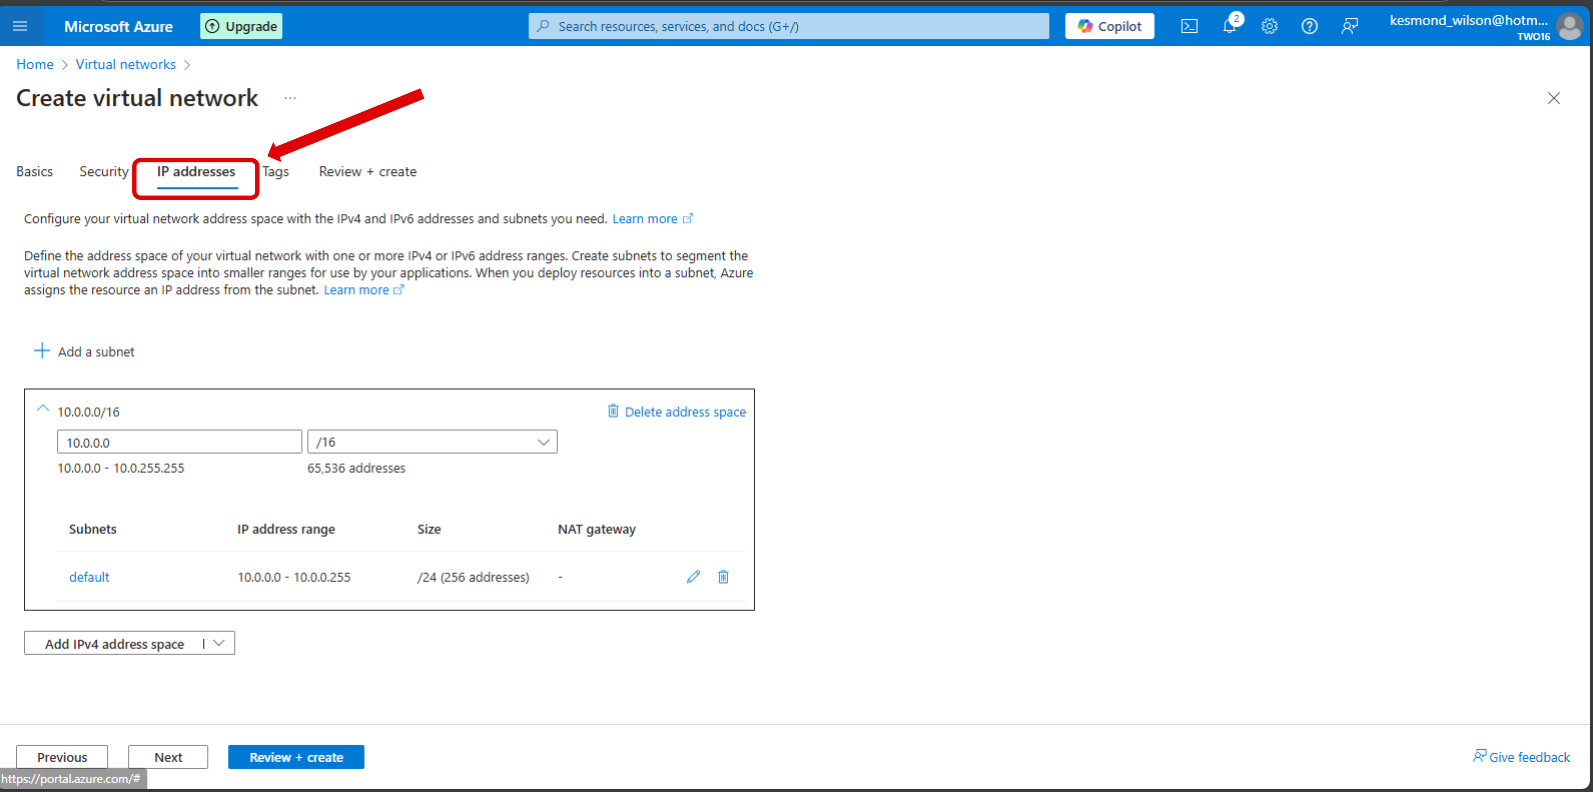 Microsoft Azure
Upgrade
Search resources, services, and docs (G+/)
Copilot
2
kesmond_wilson@hotm...
TWO16
Home > Virtual networks >
Create virtual network ...
Basics Security IP addresses Tags Review + create
Configure your virtual network address space with the IPv4 and IPv6 addresses and subnets you need. Learn more
Define the address space of your virtual network with one or more IPv4 or IPv6 address ranges. Create subnets to segment the
virtual network address space into smaller ranges for use by your applications. When you deploy resources into a subnet, Azure
assigns the resource an IP address from the subnet. Learn more
+ Add a subnet
10.0.0.0/16 Delete address space
10.0.0.0 /16
10.0.0.0 - 10.0.255.255 65,536 addresses
Subnets IP address range Size NAT gateway
default 10.0.0.0 - 10.0.0.255 /24 (256 addresses) -
Add IPv4 address space |
Previous Next Review + create Give feedback
https://portal.azure.com/#